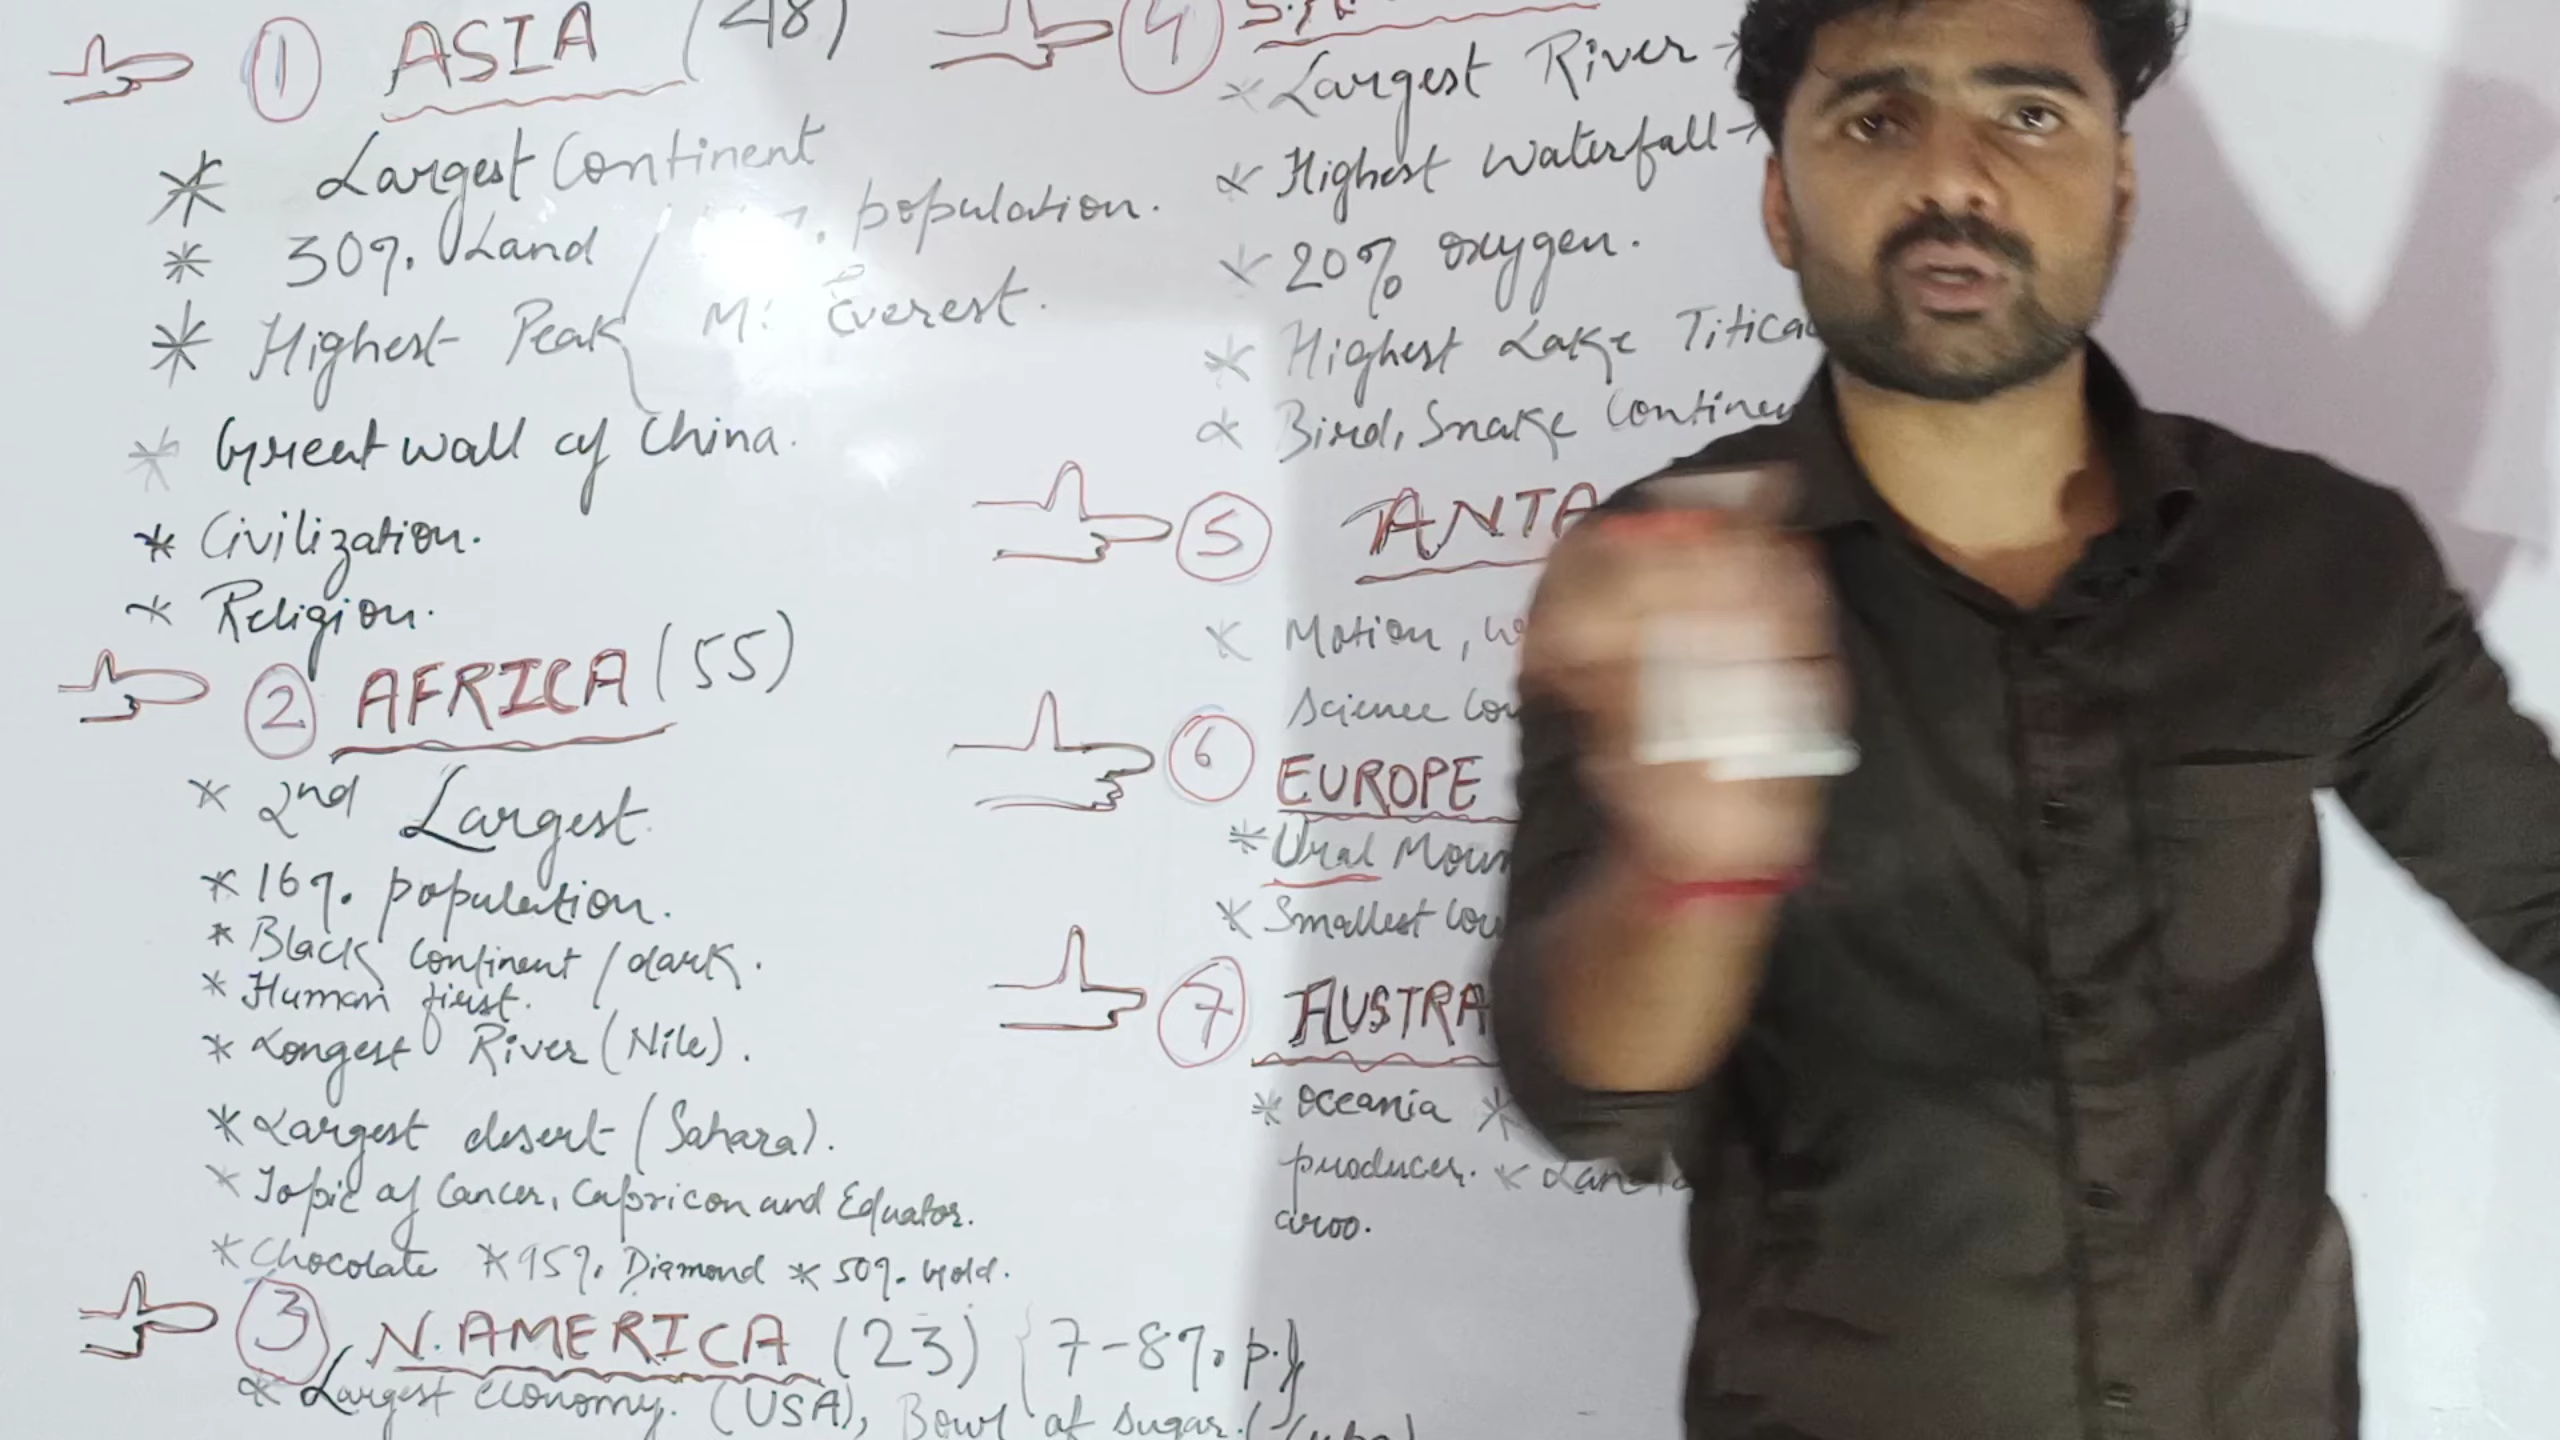 1 ASIA (48)
* Largest Continent
* 30%. Land %. population.
* Highest Peak Mt Everest.
* Great wall of China.
* Civilization.
* Religion.
2 AFRICA (55)
* 2nd Largest.
* 16%. population.
* Black Continent / dark.
* Human first.
* Longest River (Nile).
* Largest desert (Sahara).
* Topic of Cancer, Capricon and Equator.
* Chocolate * 95%. Diamond * 50%. Gold.
3 N. AMERICA (23) {7-8%. p.}
* Largest economy. (USA), Bowl of sugar.
4
* Largest River →
* Highest Waterfall →
* 20% oxygen.
* Highest Lake Titica
* Bird, Snake Continen
5 ANTA
* Motion,
Science Con
6 EUROPE
* Ural Moun
* Smallest Cou
7 AUSTRA
* Oceania *
producer. *
aroo.